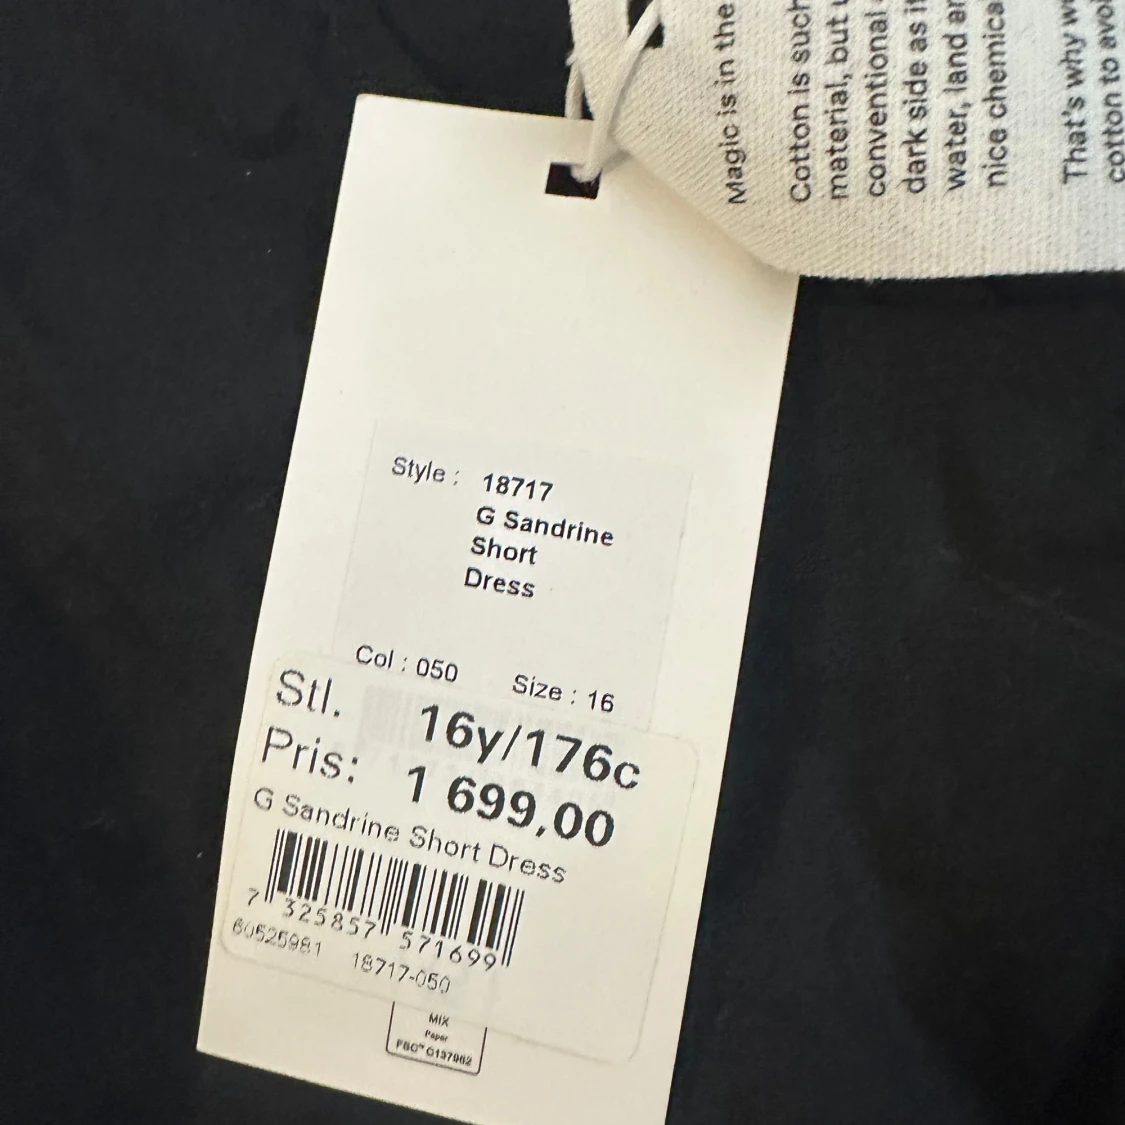 Magic is in the
Cotton is such
material, but
conventional
dark side as it
water, land
nice chemica
That's why
cotton to avoi
Style : 18717
G Sandrine
Short
Dress
Col : 050 Size : 16
Stl. 16y/176c
Pris: 1 699,00
G Sandrine Short Dress
7 325857 571699
60525981 18717-050
MIX
Paper